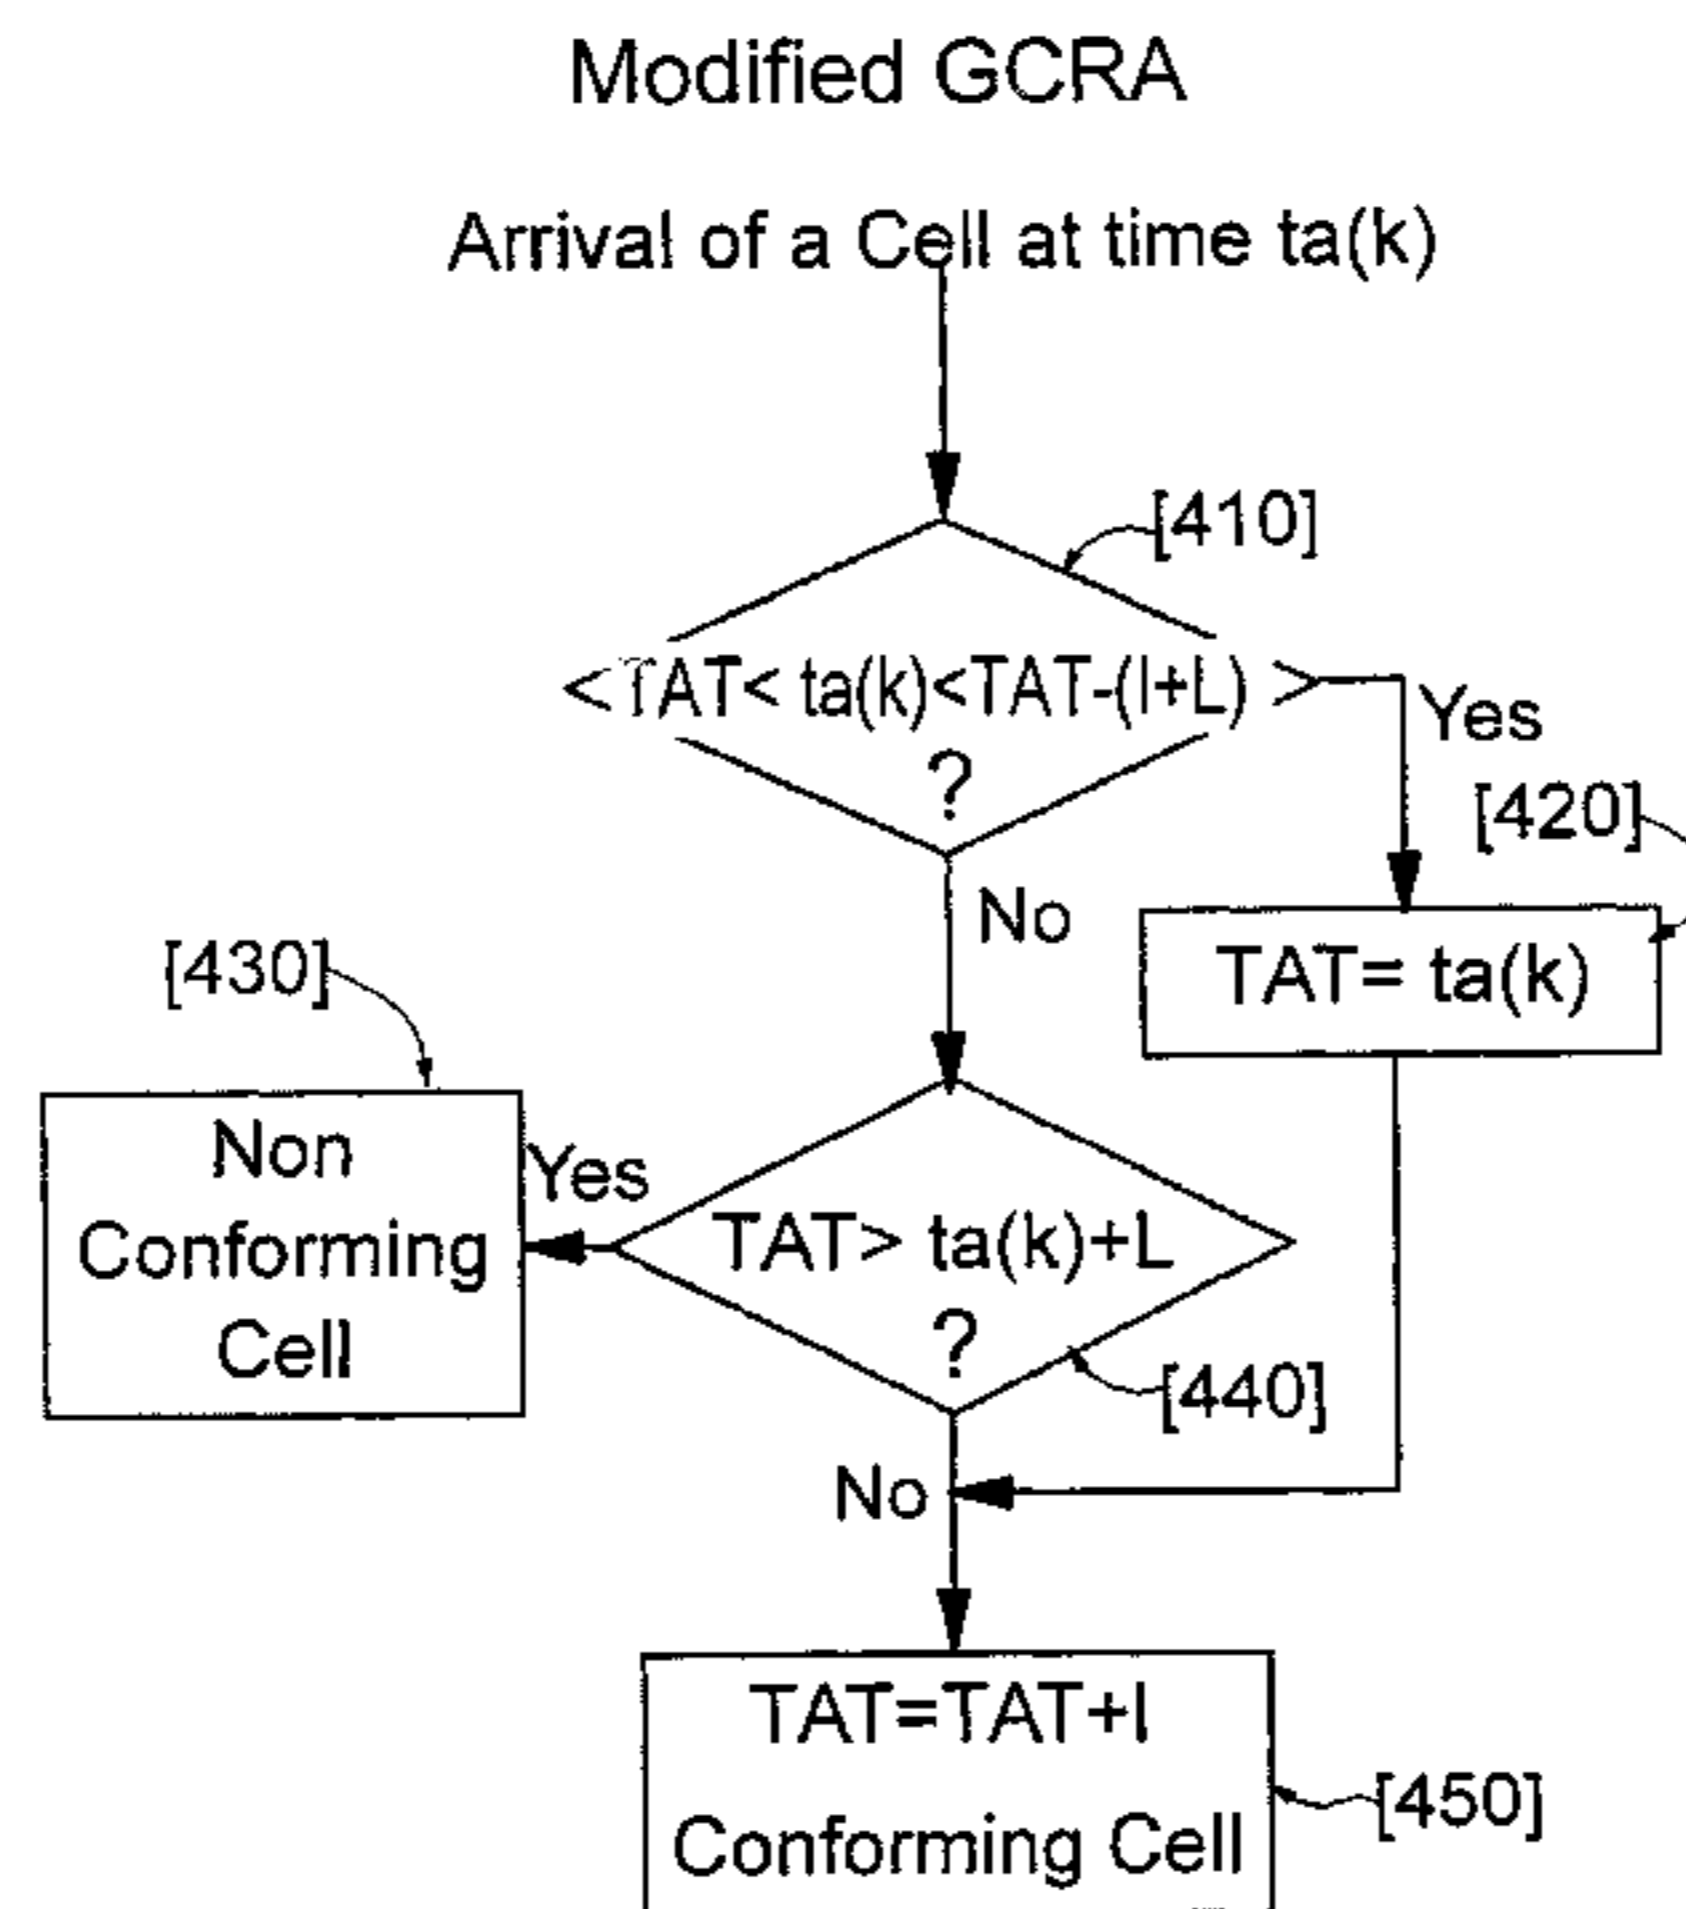 Modified GCRA
Arrival of a Cell at time ta(k)
[410]
TAT< ta(k)<TAT-(I+L)
?
Yes
[420]
No
TAT= ta(k)
[430]
Non
Conforming
Cell
Yes
TAT> ta(k)+L
?
[440]
No
TAT=TAT+I
Conforming Cell
[450]